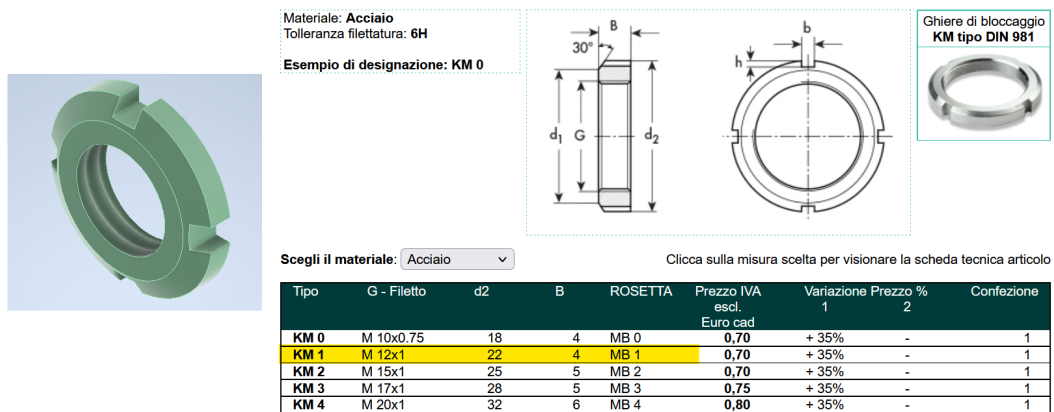 Materiale: Acciaio
Tolleranza filettatura: 6H
Esempio di designazione: KM 0
B
30°
d1
G
d2
b
h
Ghiere di bloccaggio
KM tipo DIN 981
Scegli il materiale: Acciaio
Clicca sulla misura scelta per visionare la scheda tecnica articolo
Tipo G - Filetto d2 B ROSETTA Prezzo IVA Variazione Prezzo % Confezione
escl. 1 2
Euro cad
KM 0 M 10x0.75 18 4 MB 0 0,70 + 35% - 1
KM 1 M 12x1 22 4 MB 1 0,70 + 35% - 1
KM 2 M 15x1 25 5 MB 2 0,70 + 35% - 1
KM 3 M 17x1 28 5 MB 3 0,75 + 35% - 1
KM 4 M 20x1 32 6 MB 4 0,80 + 35% - 1